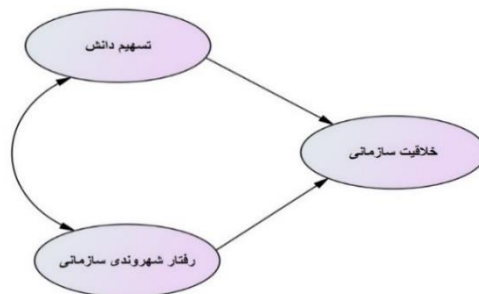 تسهیم دانش
خلاقیت سازمانی
رفتار شهروندی سازمانی